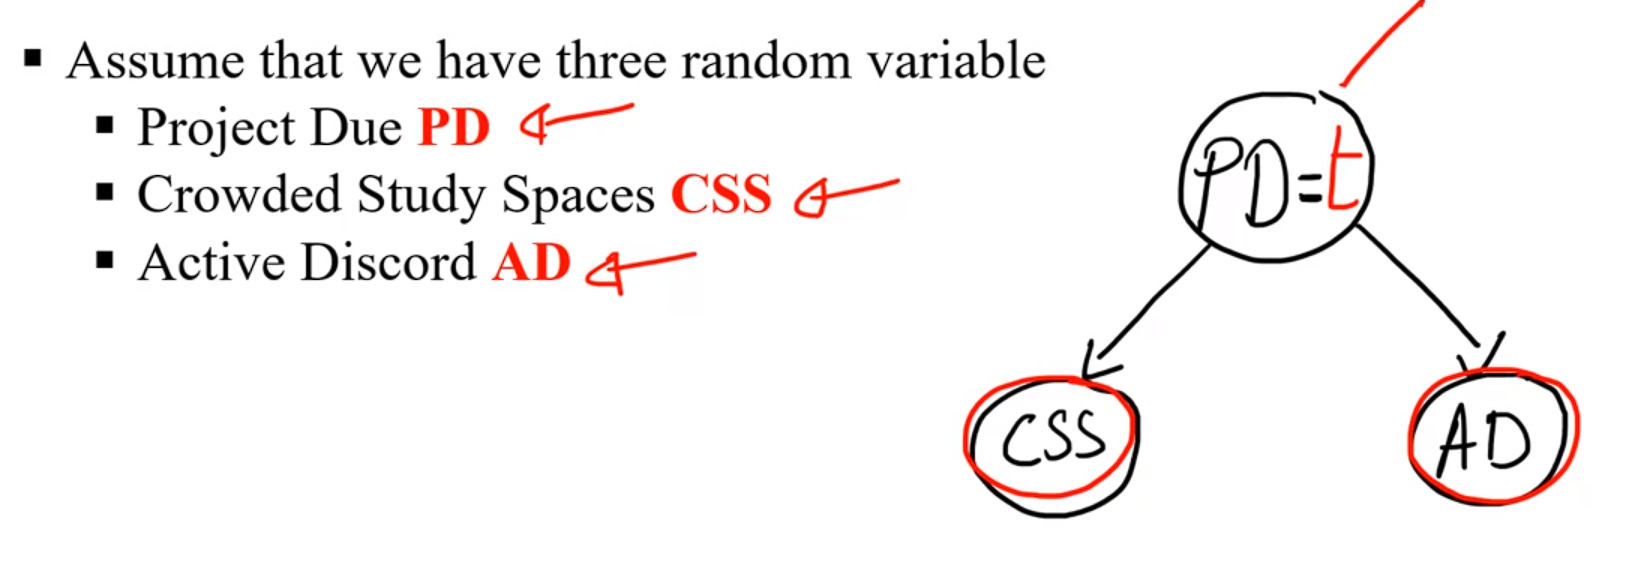 ▪ Assume that we have three random variable
▪ Project Due PD
▪ Crowded Study Spaces CSS
▪ Active Discord AD
PD=t
CSS
AD